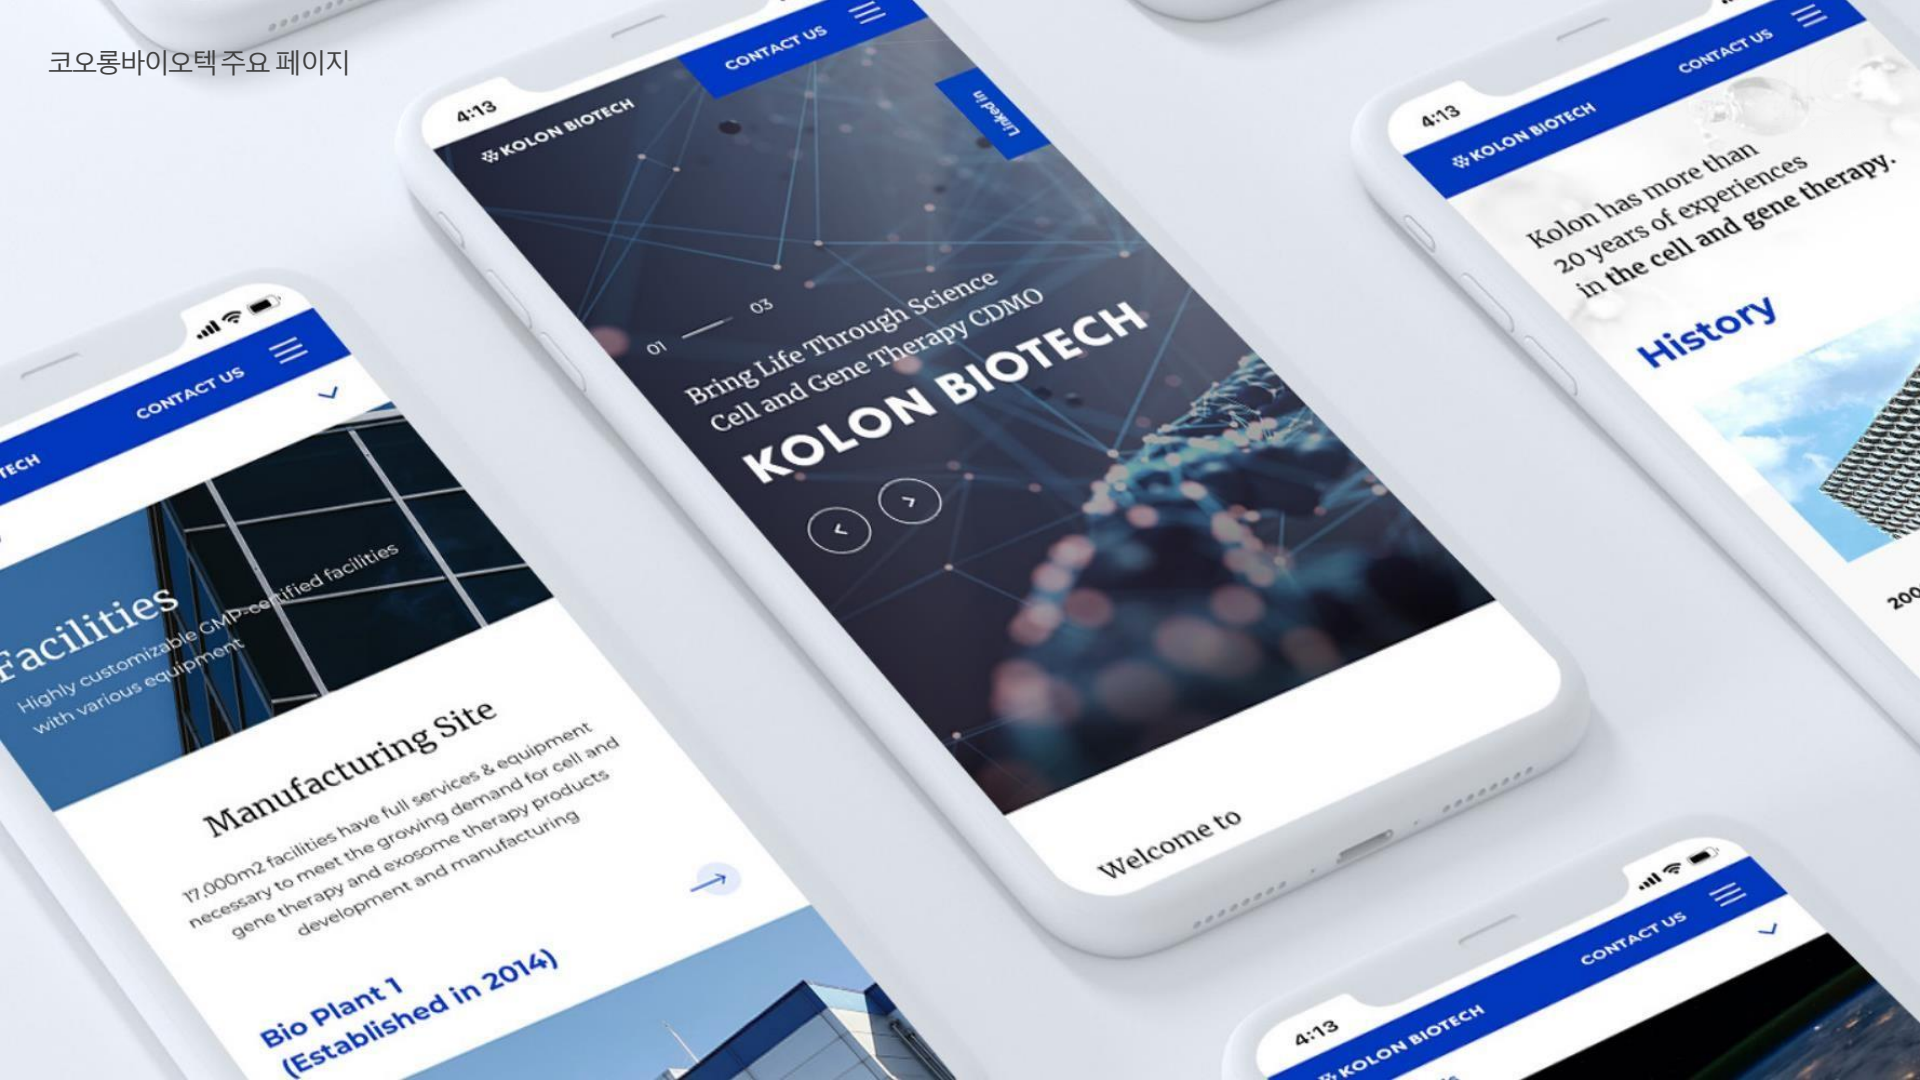 코오롱바이오텍 주요 페이지
4:13
KOLON BIOTECH
CONTACT US
Linked in
01
03
Bring Life Through Science
Cell and Gene Therapy CDMO
KOLON BIOTECH
Welcome to
4:13
KOLON BIOTECH
CONTACT US
Kolon has more than
20 years of experiences
in the cell and gene therapy.
History
CONTACT US
Facilities
Highly customizable GMP-certified facilities
with various equipment
Manufacturing Site
17,000m2 facilities have full services & equipment
necessary to meet the growing demand for cell and
gene therapy and exosome therapy products
development and manufacturing
Bio Plant 1
(Established in 2014)
4:13
KOLON BIOTECH
CONTACT US